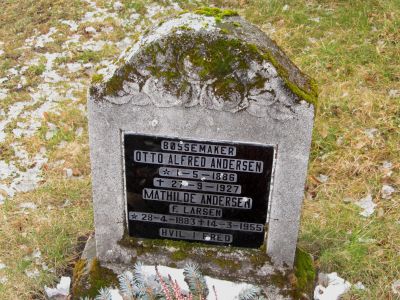 BØSSEMAKER
OTTO ALFRED ANDERSEN
* 1-5-1886
† 27-9-1927
MATHILDE ANDERSEN
F. LARSEN
* 28-4-1883 † 14-3-1955
HVIL I FRED